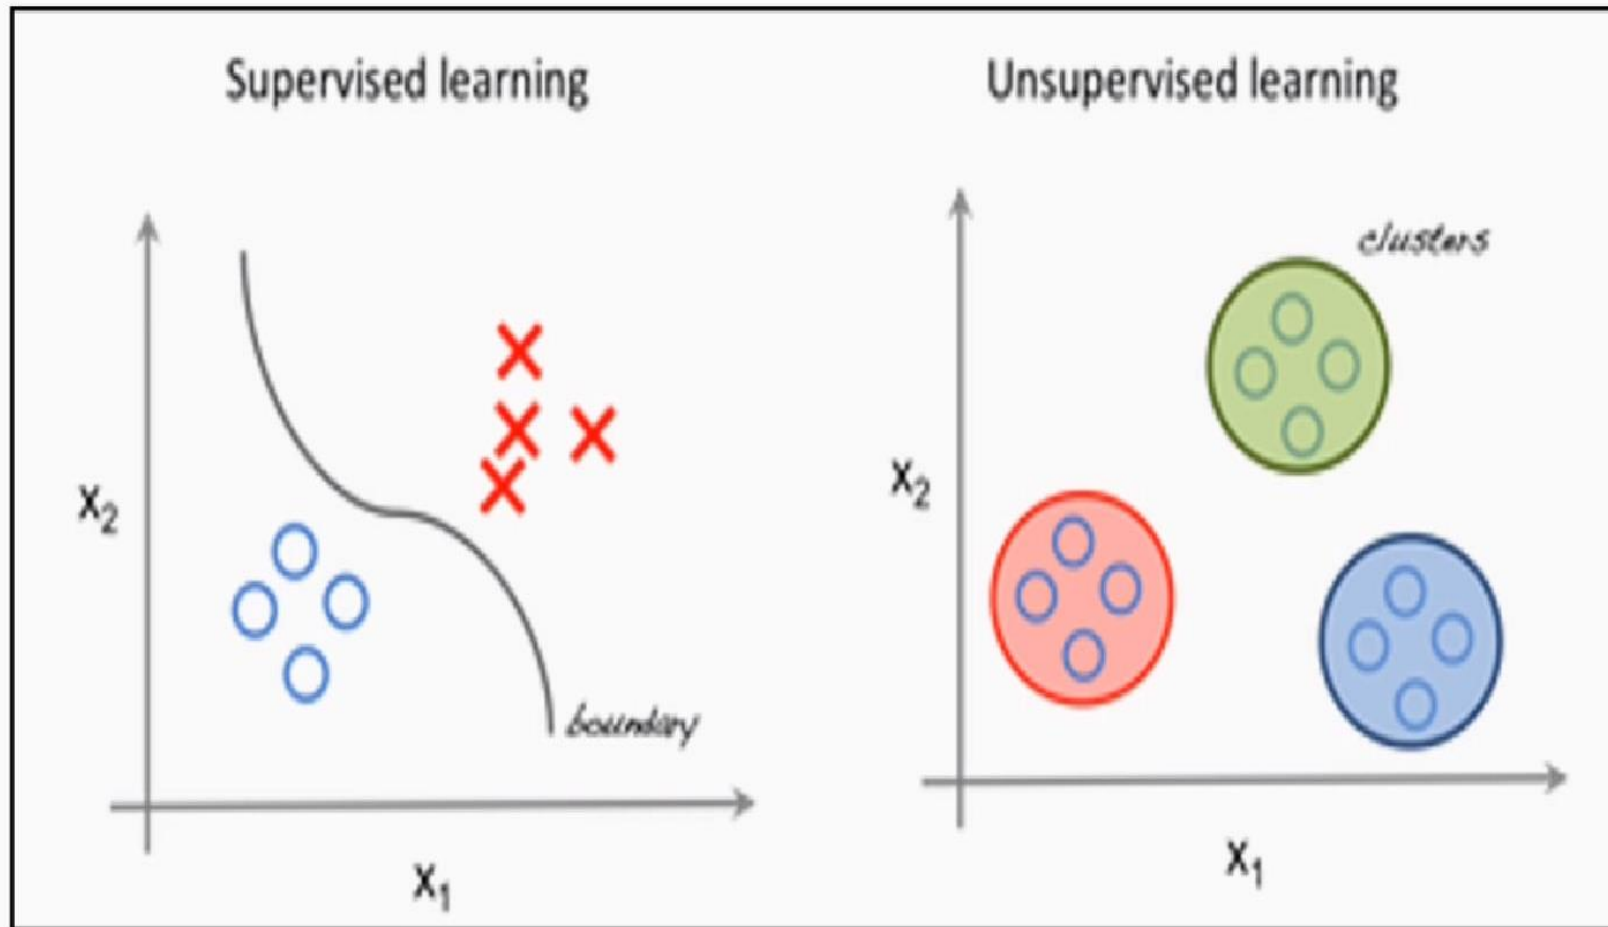 Supervised learning
X₂
boundary
X₁
Unsupervised learning
clusters
X₂
X₁